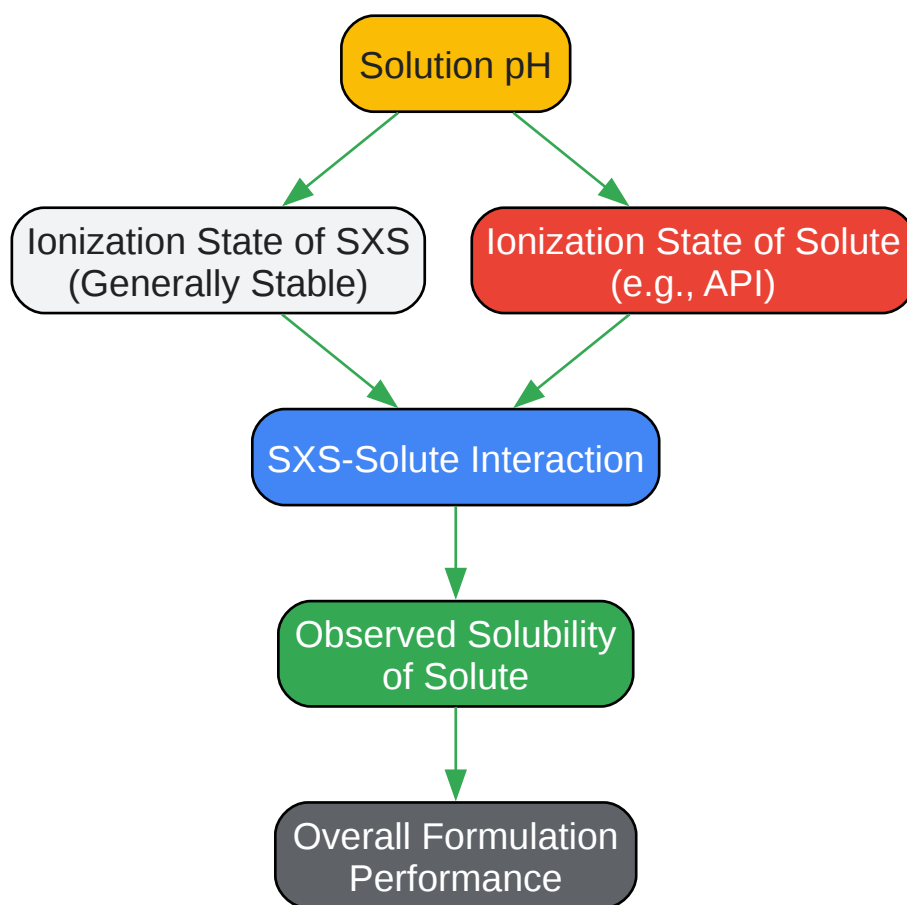 Solution pH
Ionization State of SXS
(Generally Stable)
Ionization State of Solute
(e.g., API)
SXS-Solute Interaction
Observed Solubility
of Solute
Overall Formulation
Performance